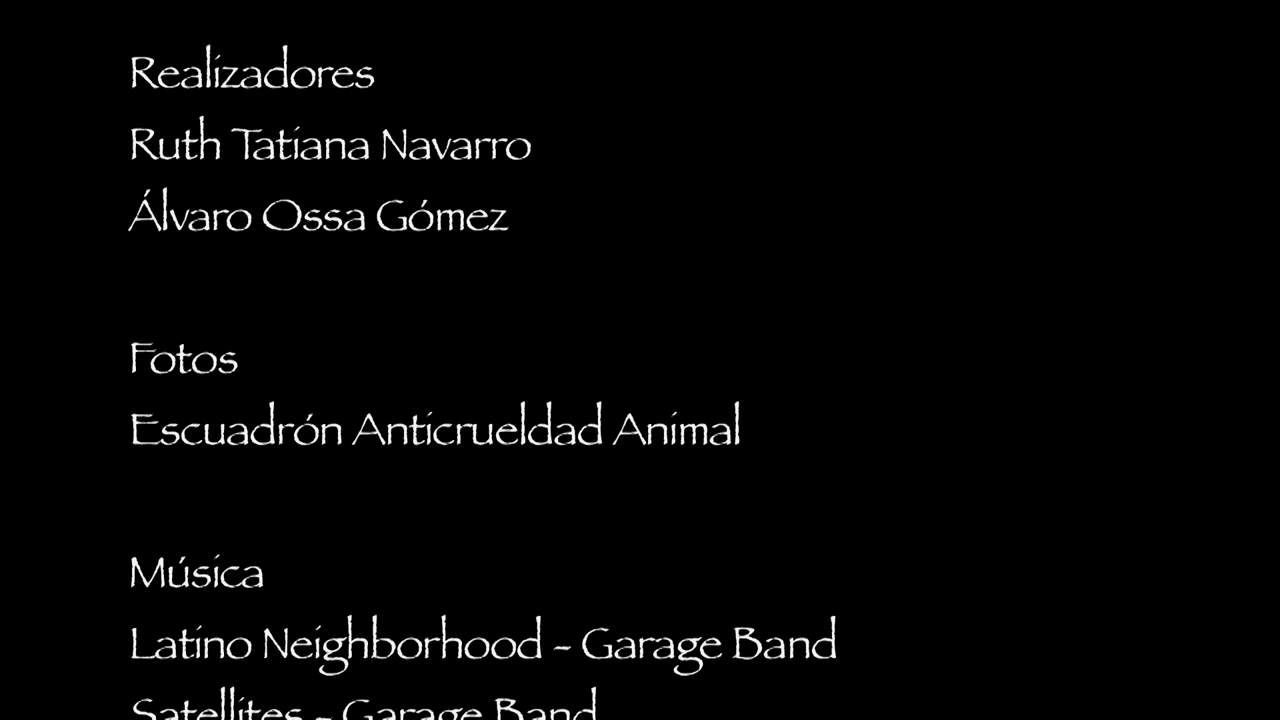 Realizadores
Ruth Tatiana Navarro
Álvaro Ossa Gómez
Fotos
Escuadrón Anticrueldad Animal
Música
Latino Neighborhood - Garage Band
Satellites - Garage Band